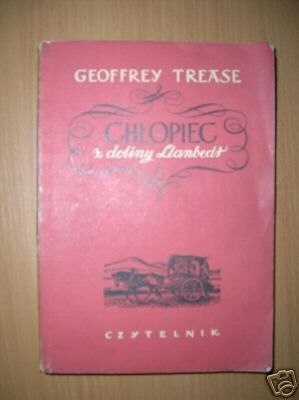 GEOFFREY TREASE
CHŁOPIEC
z doliny Llanbedr
CZYTELNIK